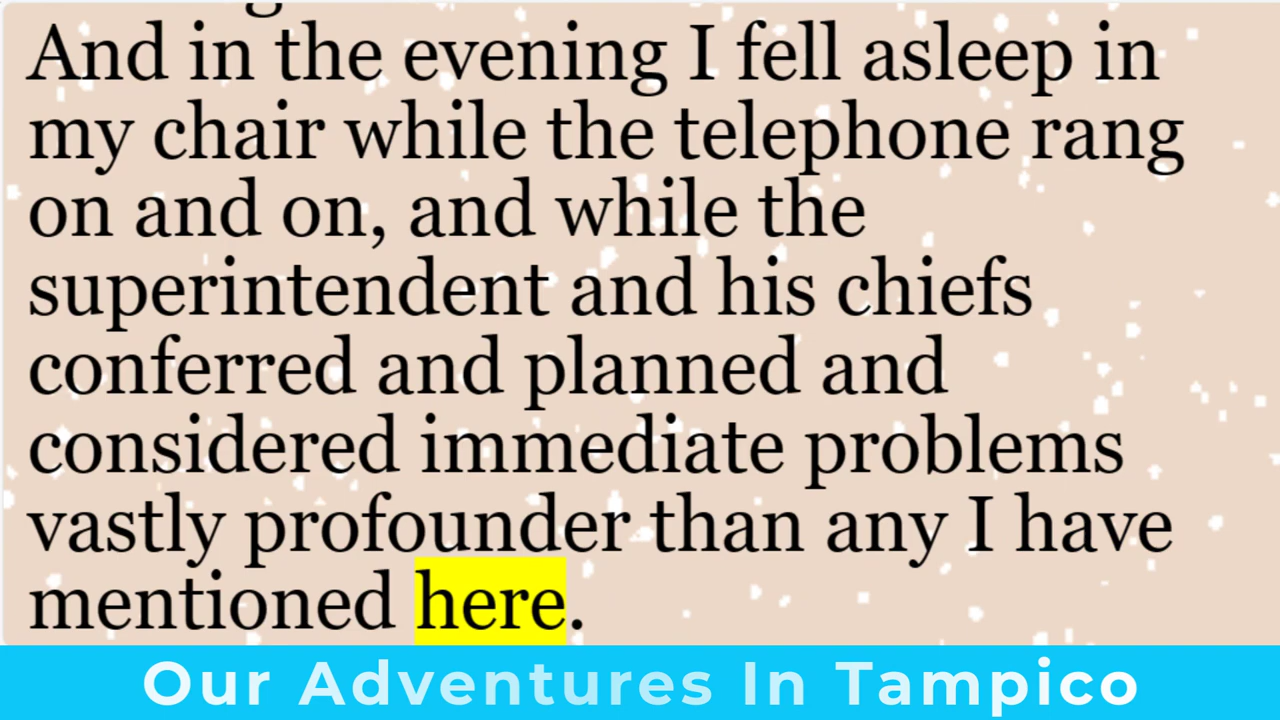 And in the evening I fell asleep in
my chair while the telephone rang
on and on, and while the
superintendent and his chiefs
conferred and planned and
considered immediate problems
vastly profounder than any I have
mentioned here.
Our Adventures In Tampico